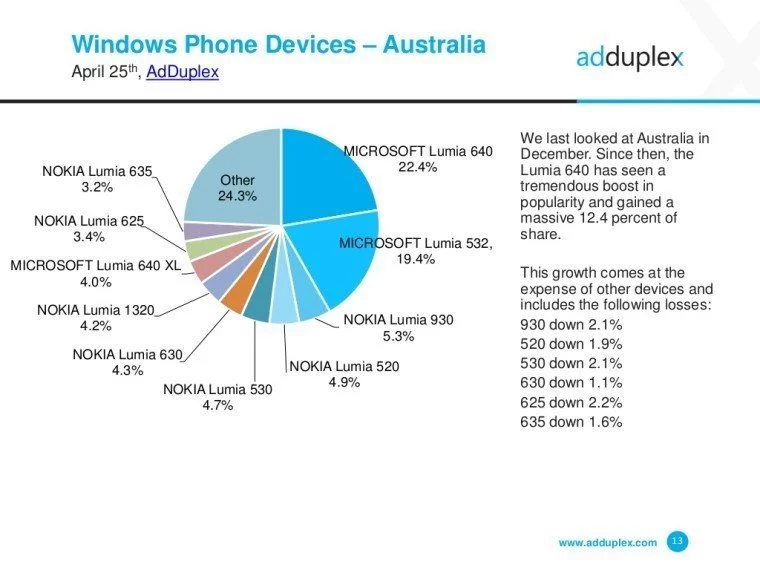 Windows Phone Devices – Australia
April 25th, AdDuplex
adduplex
MICROSOFT Lumia 640
22.4%
MICROSOFT Lumia 532,
19.4%
NOKIA Lumia 930
5.3%
NOKIA Lumia 520
4.9%
NOKIA Lumia 530
4.7%
NOKIA Lumia 630
4.3%
NOKIA Lumia 1320
4.2%
MICROSOFT Lumia 640 XL
4.0%
NOKIA Lumia 625
3.4%
NOKIA Lumia 635
3.2%
Other
24.3%
We last looked at Australia in
December. Since then, the
Lumia 640 has seen a
tremendous boost in
popularity and gained a
massive 12.4 percent of
share.
This growth comes at the
expense of other devices and
includes the following losses:
930 down 2.1%
520 down 1.9%
530 down 2.1%
630 down 1.1%
625 down 2.2%
635 down 1.6%
www.adduplex.com 13